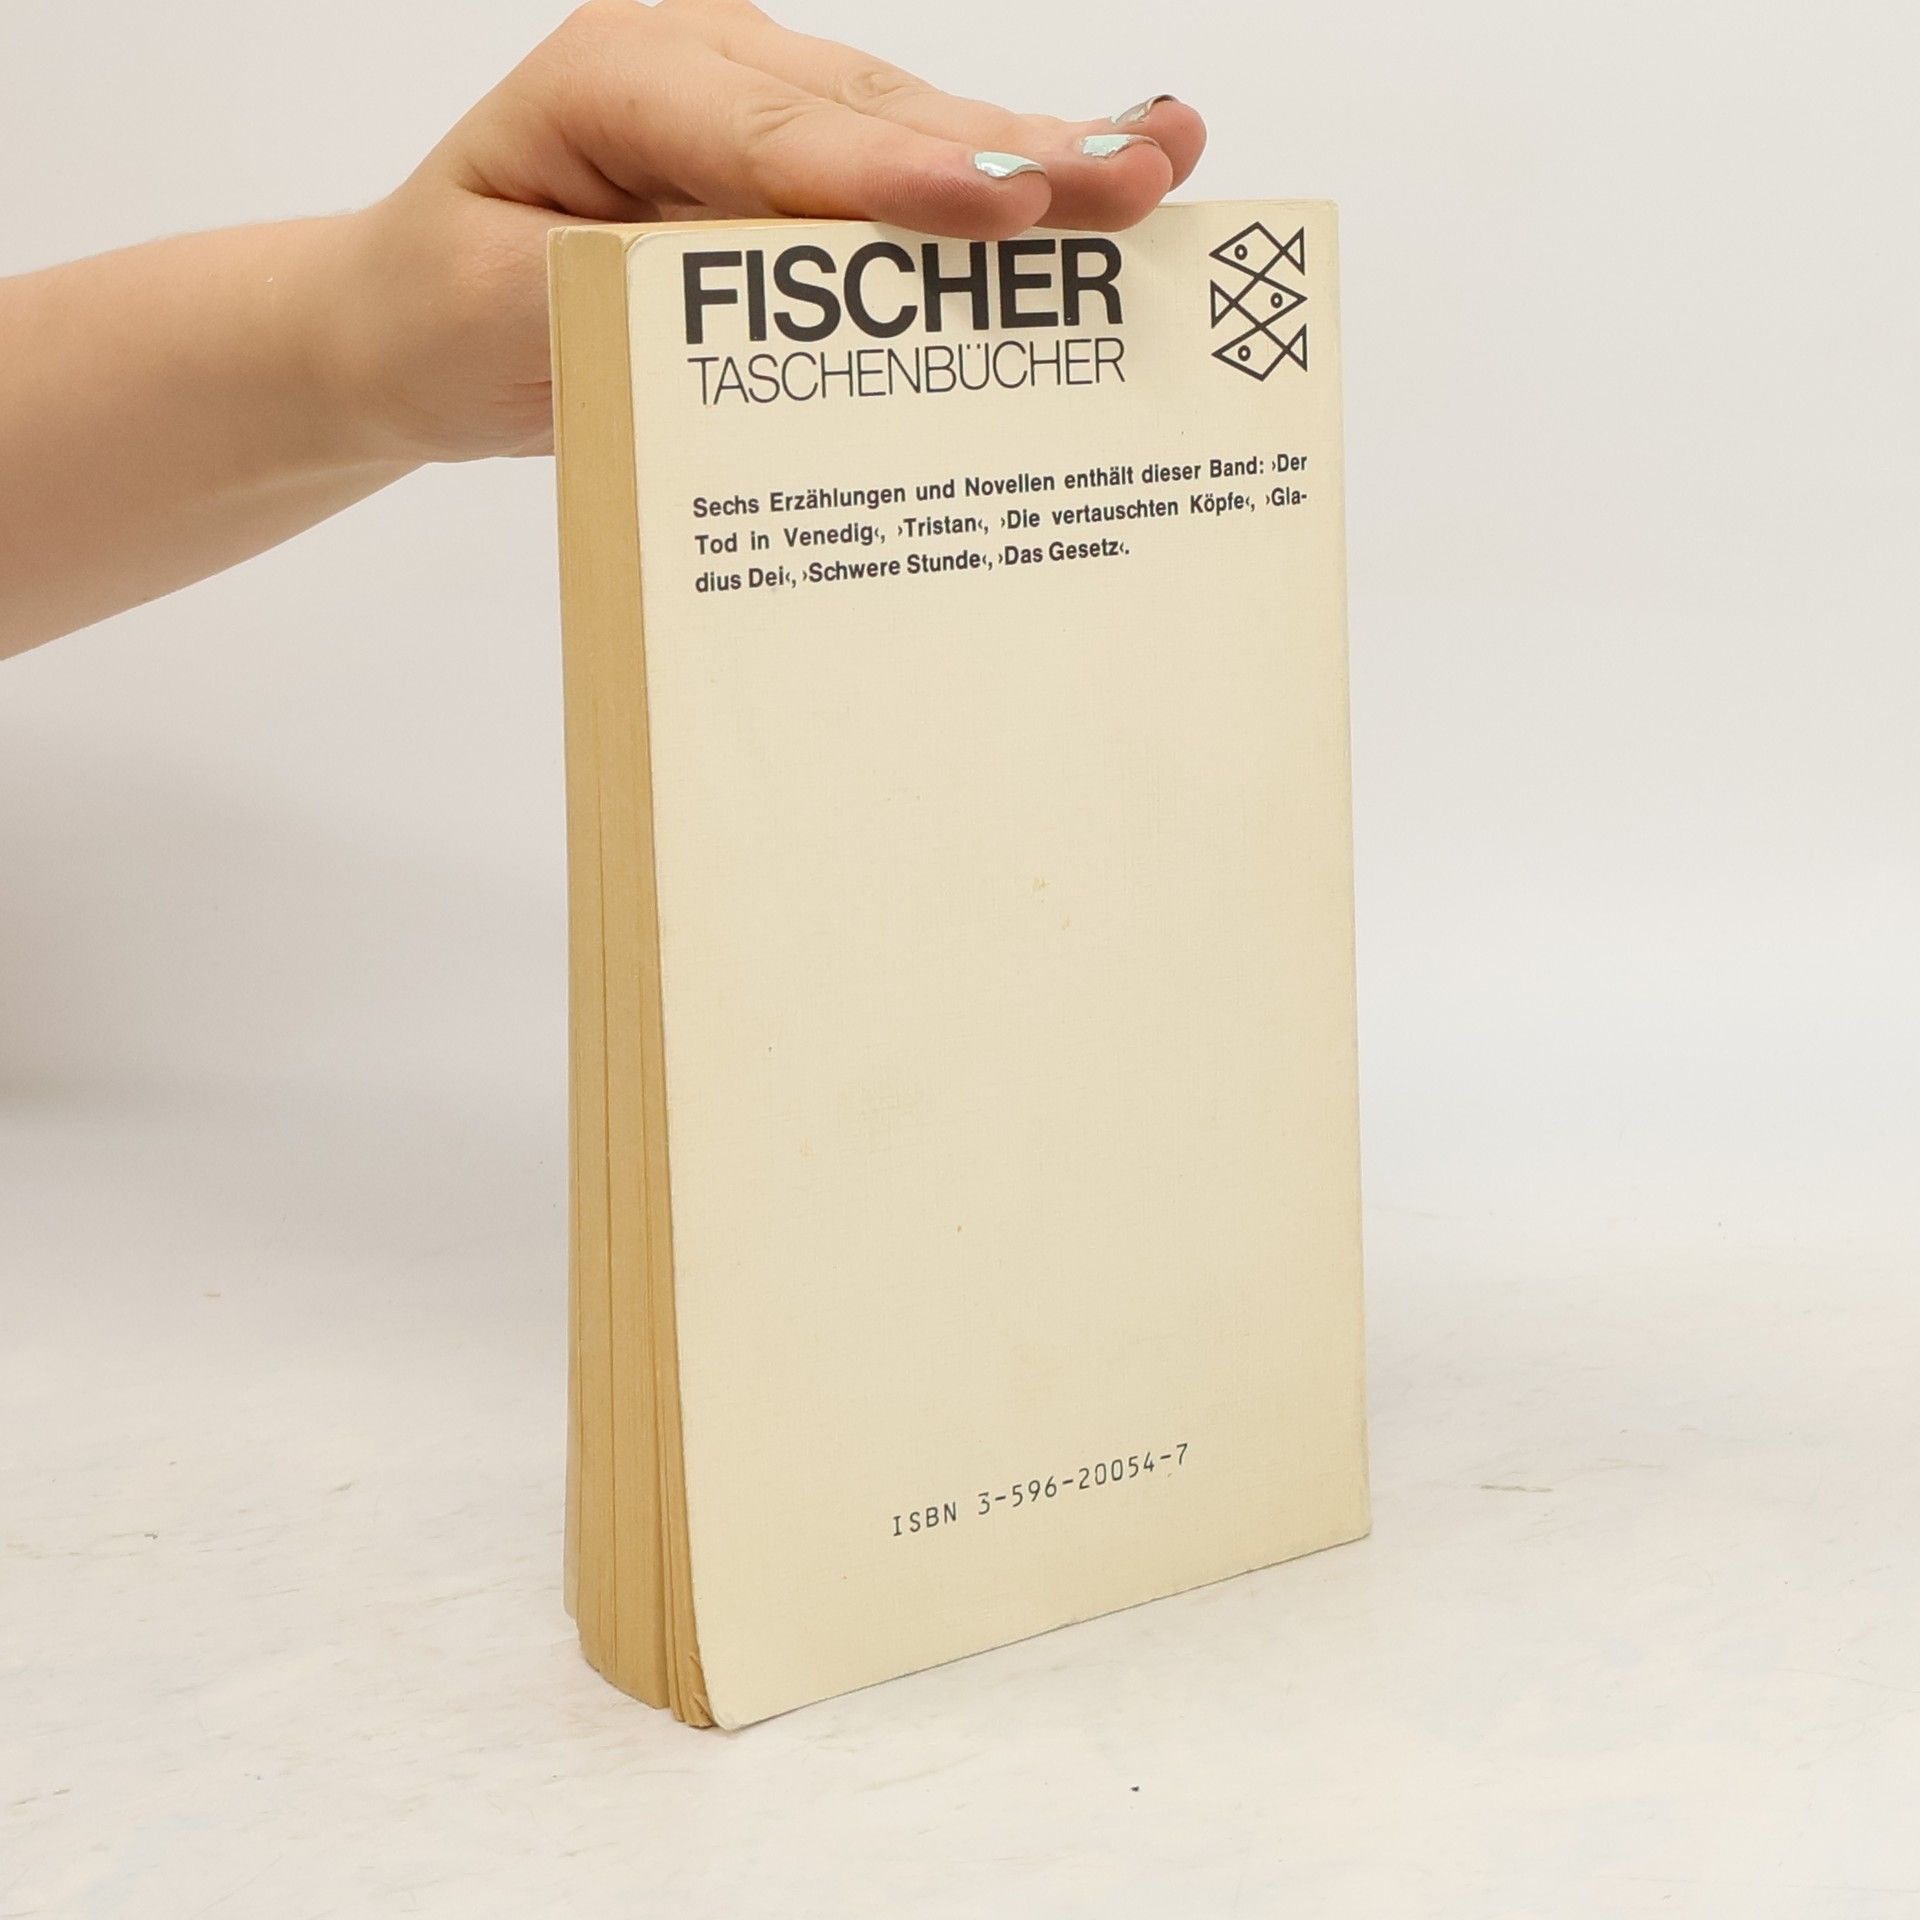 FISCHER
TASCHENBÜCHER
Sechs Erzählungen und Novellen enthält dieser Band: ›Der
Tod in Venedig‹, ›Tristan‹, ›Die vertauschten Köpfe‹, ›Gla-
dius Dei‹, ›Schwere Stunde‹, ›Das Gesetz‹.
ISBN 3-596-20054-7